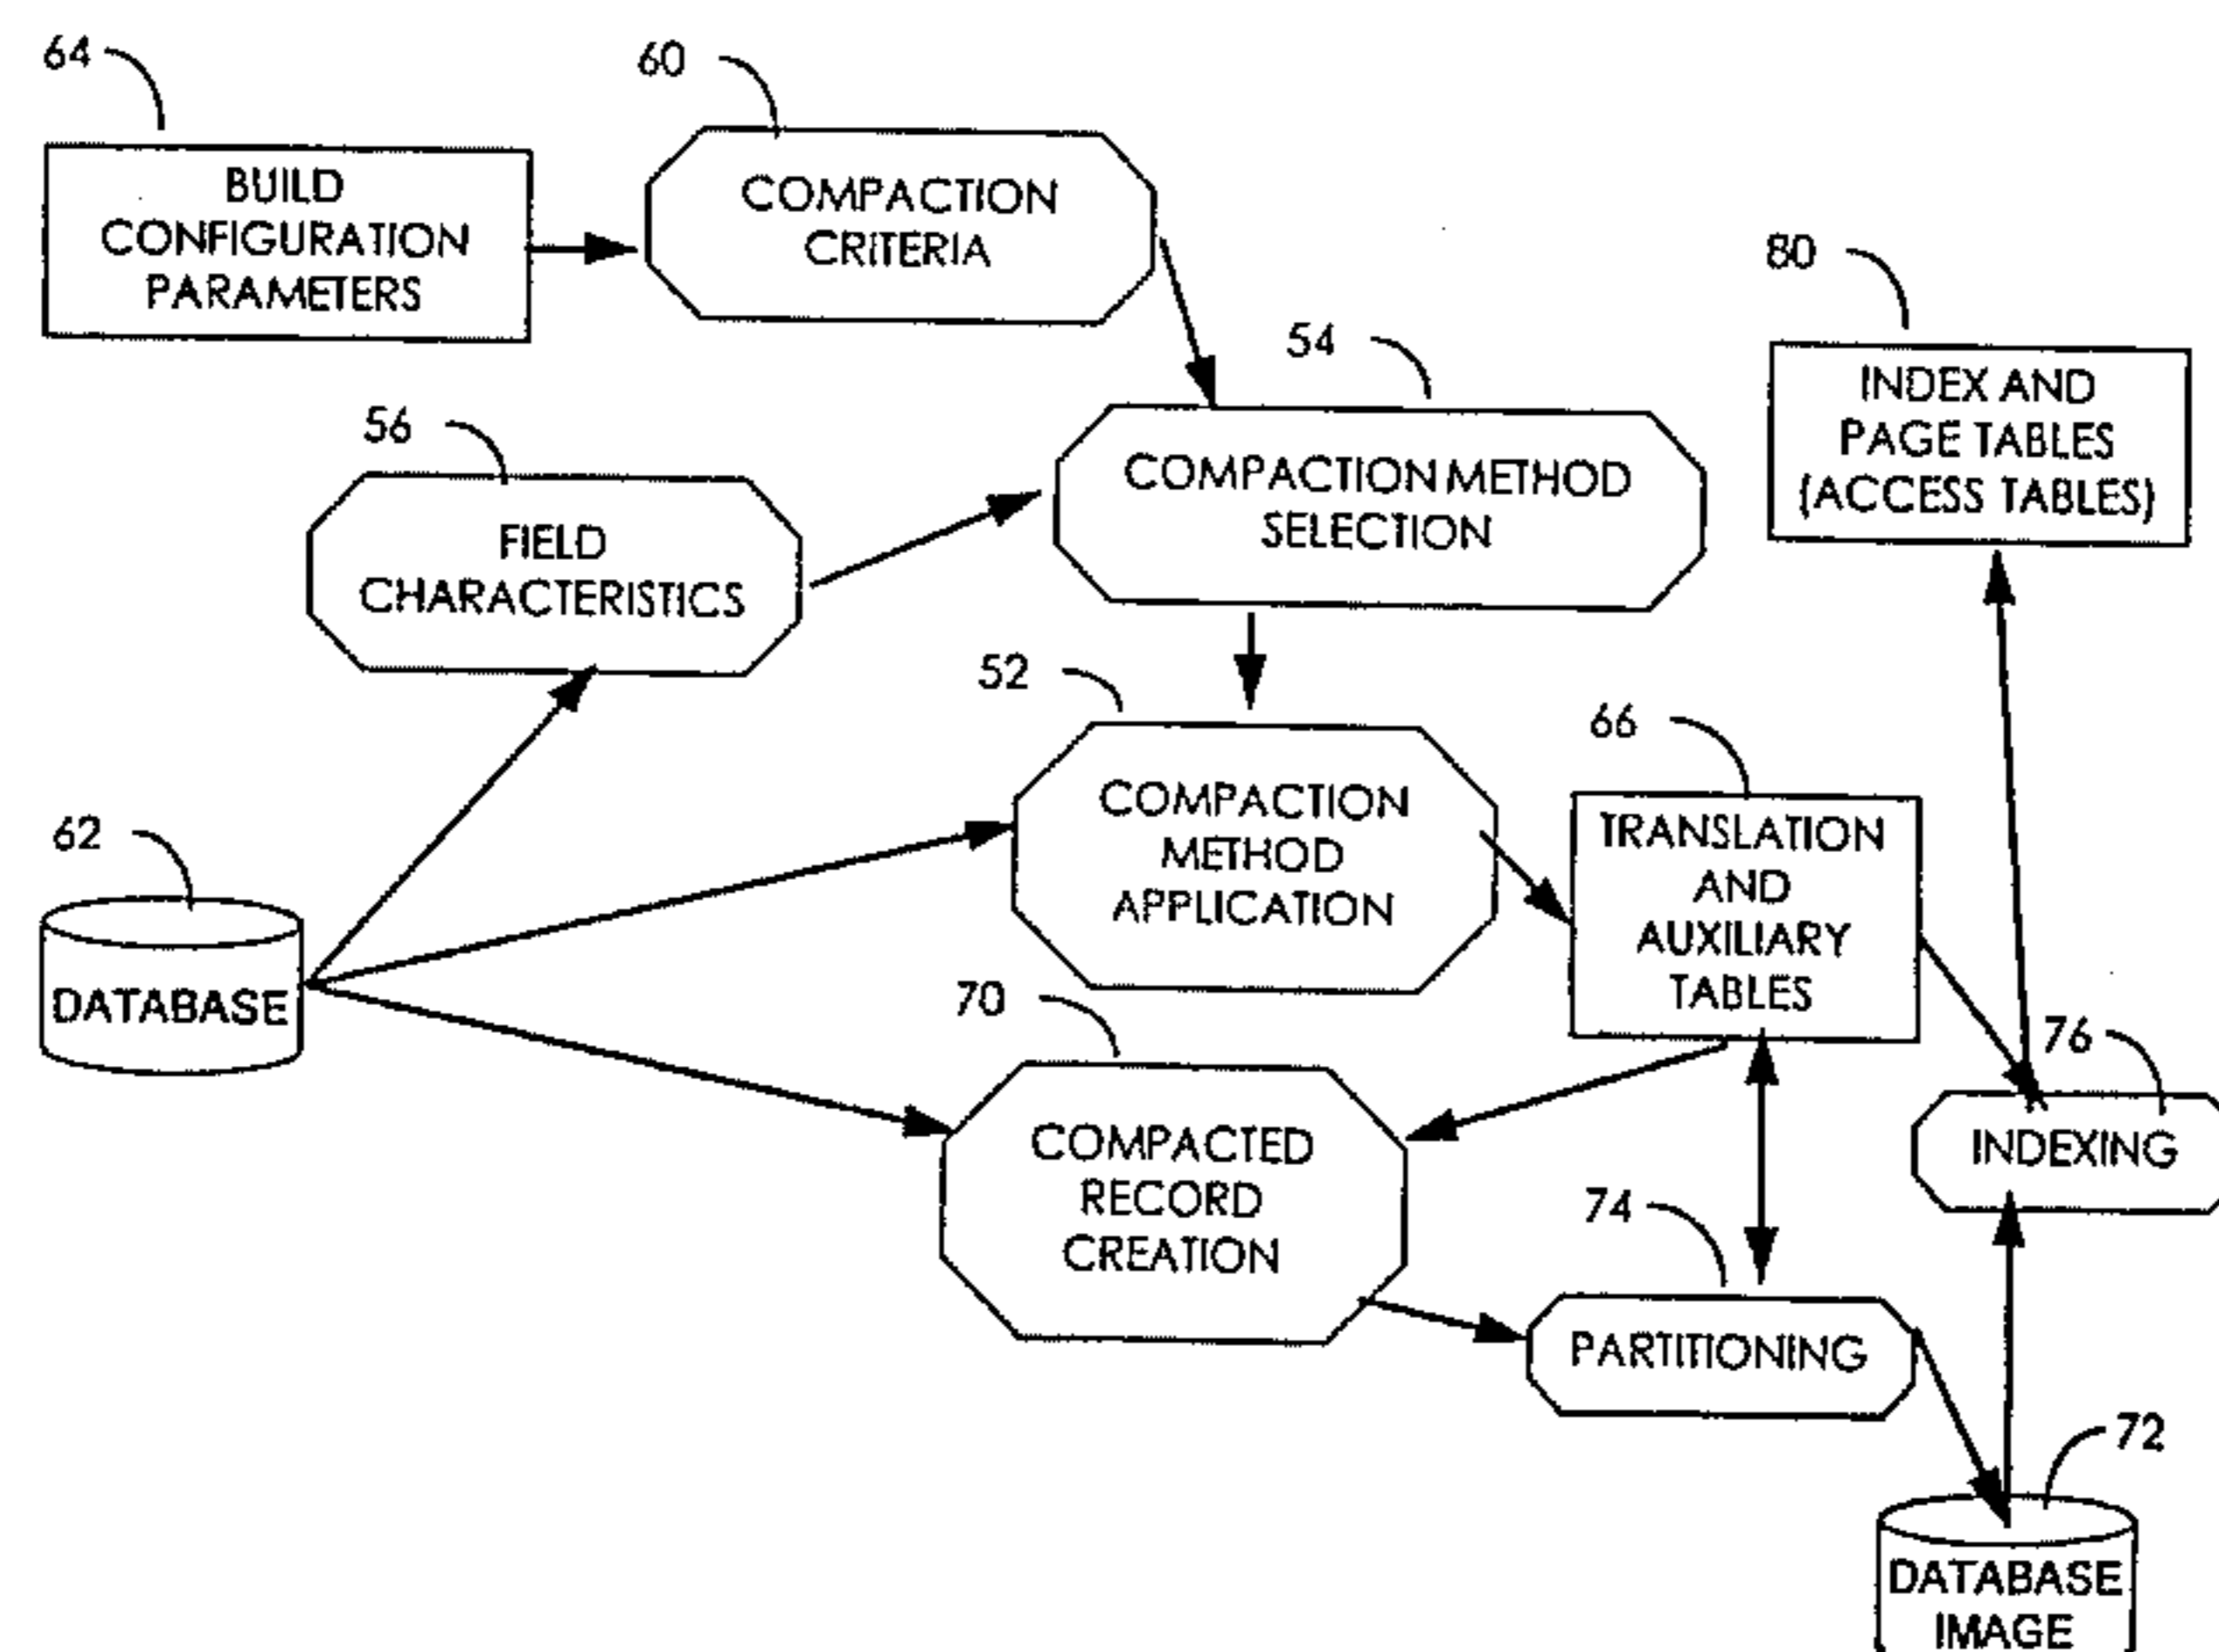 64
BUILD
CONFIGURATION
PARAMETERS
60
COMPACTION
CRITERIA
80
INDEX AND
PAGE TABLES
(ACCESS TABLES)
54
COMPACTION METHOD
SELECTION
56
FIELD
CHARACTERISTICS
52
COMPACTION
METHOD
APPLICATION
66
TRANSLATION
AND
AUXILIARY
TABLES
62
DATABASE
70
COMPACTED
RECORD
CREATION
76
INDEXING
74
PARTITIONING
72
DATABASE
IMAGE